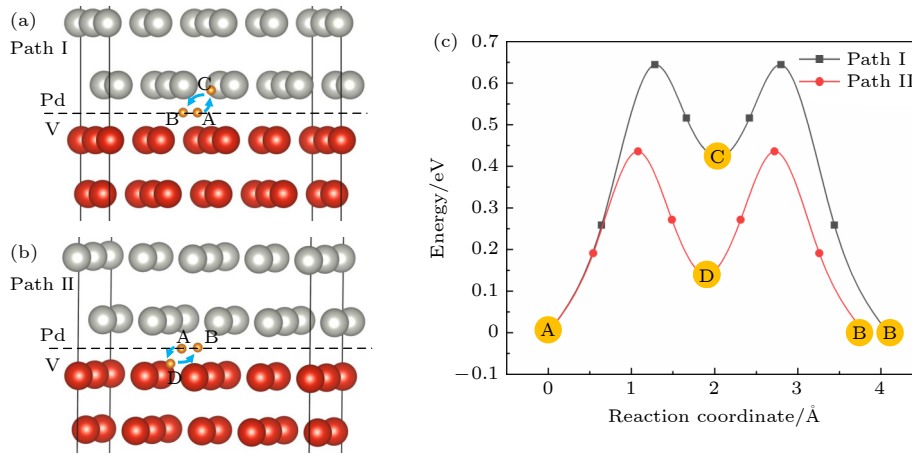 (a)
Path I
C
Pd
B
A
V
(b)
Path II
Pd
A
B
V
D
(c)
Path I
Path II
0.7
0.6
0.5
0.4
0.3
0.2
0.1
0
−0.1
Energy/eV
A
C
D
B
B
0
1
2
3
4
Reaction coordinate/Å